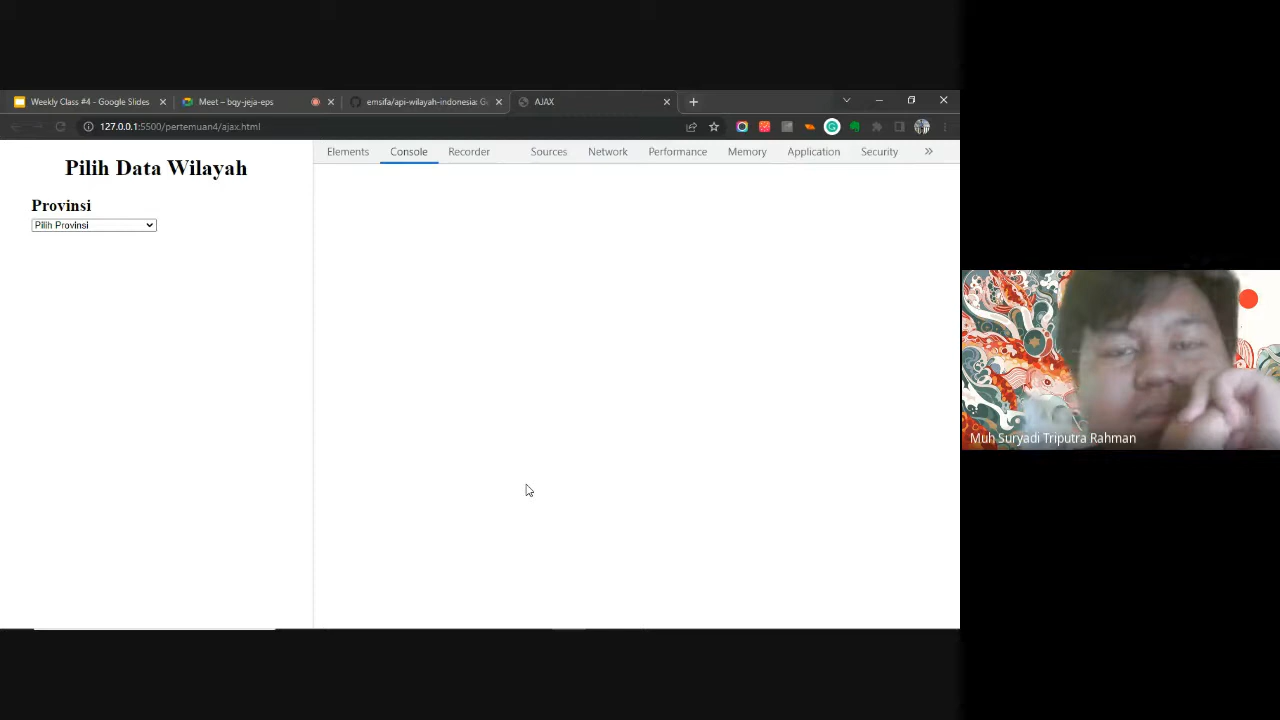 Weekly Class #4 - Google Slides
Meet – bqy-jeja-eps
emsifa/api-wilayah-indonesia: G
AJAX
127.0.0.1:5500/pertemuan4/ajax.html
Elements
Console
Recorder
Sources
Network
Performance
Memory
Application
Security
Pilih Data Wilayah
Provinsi
Pilih Provinsi
Muh Suryadi Triputra Rahman